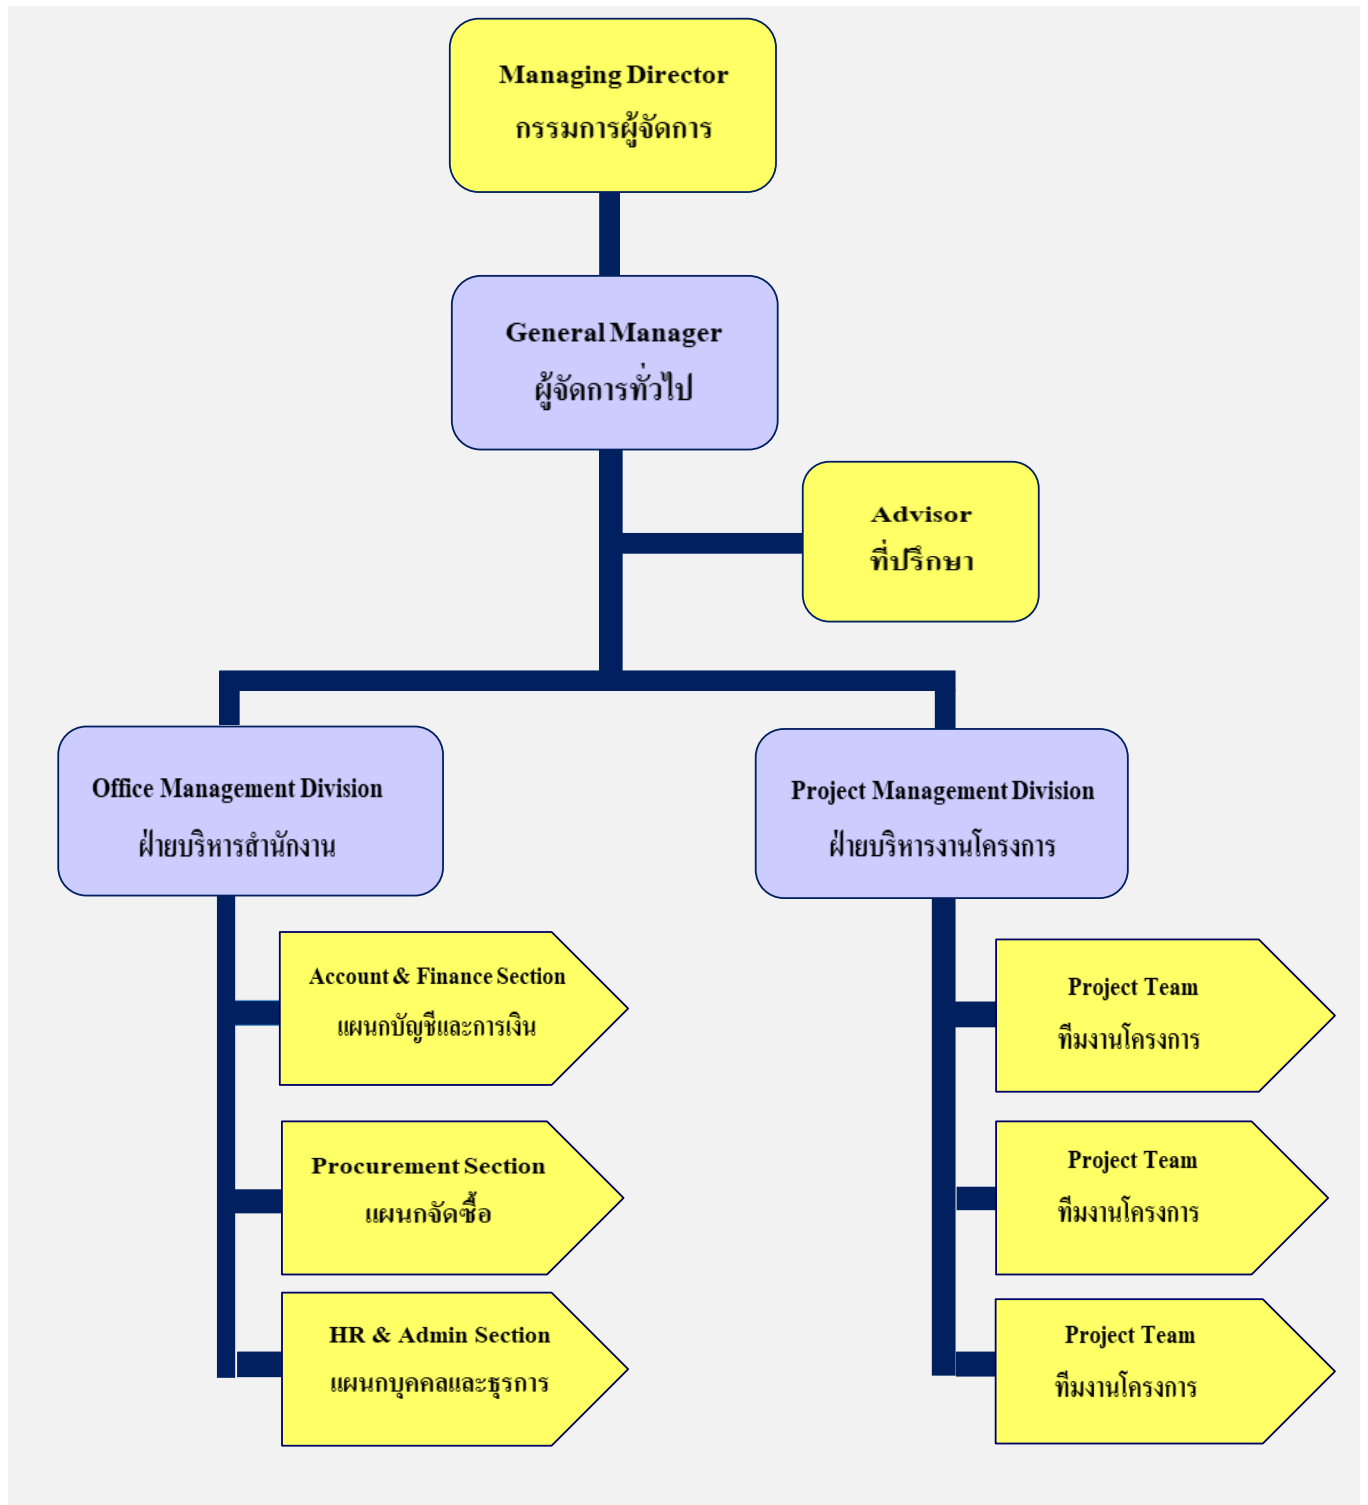 Managing Director
กรรมการผู้จัดการ
General Manager
ผู้จัดการทั่วไป
Advisor
ที่ปรึกษา
Office Management Division
ฝ่ายบริหารสำนักงาน
Project Management Division
ฝ่ายบริหารงานโครงการ
Account & Finance Section
แผนกบัญชีและการเงิน
Procurement Section
แผนกจัดซื้อ
HR & Admin Section
แผนกบุคคลและธุรการ
Project Team
ทีมงานโครงการ
Project Team
ทีมงานโครงการ
Project Team
ทีมงานโครงการ